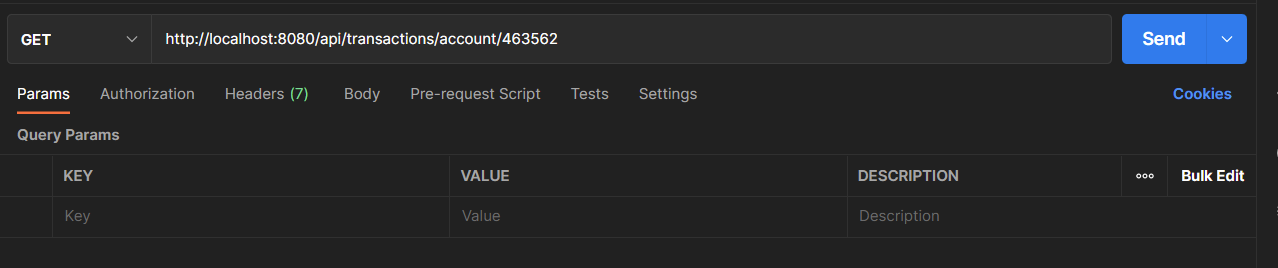 GET http://localhost:8080/api/transactions/account/463562 Send
Params Authorization Headers (7) Body Pre-request Script Tests Settings Cookies
Query Params
KEY VALUE DESCRIPTION Bulk Edit
Key Value Description